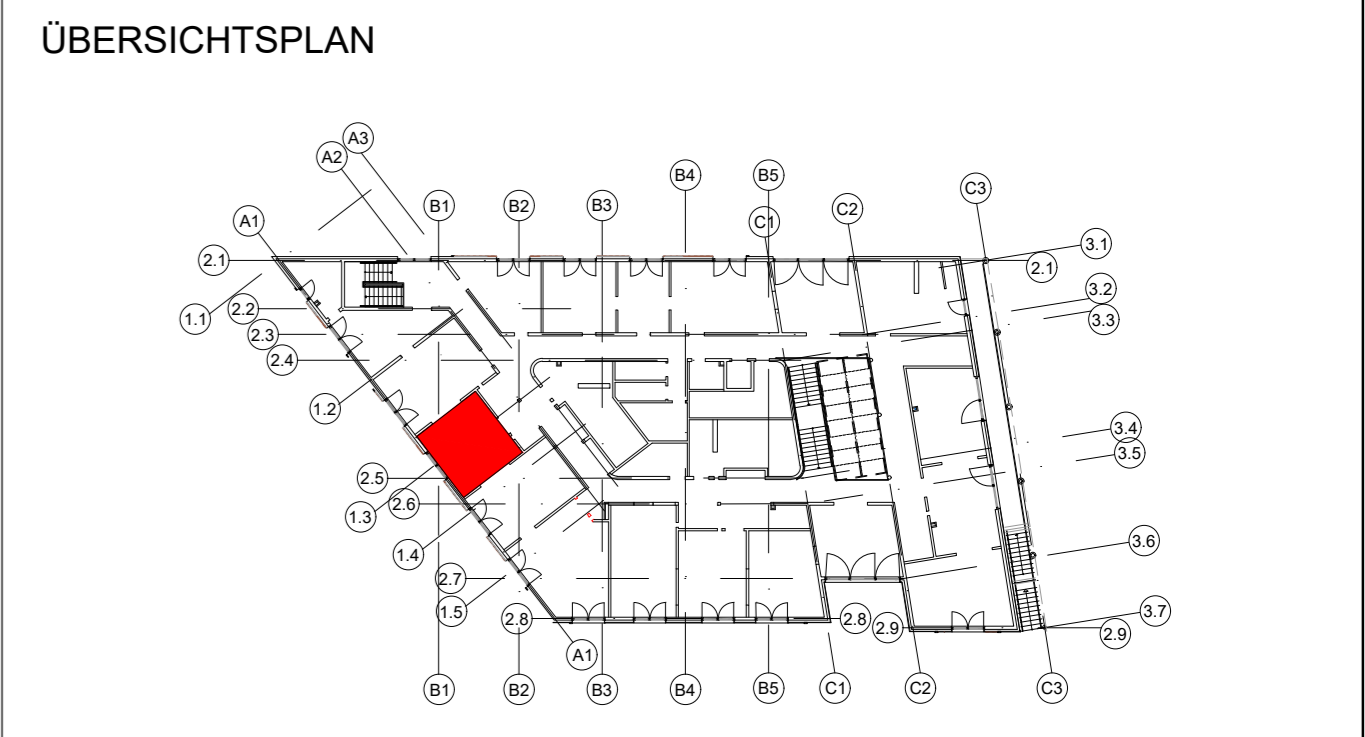 ÜBERSICHTSPLAN
A3
A2
B4
B5
C3
B1
B2
B3
C2
A1
C1
3.1
2.1
2.1
3.2
2.2
1.1
3.3
2.3
2.4
1.2
3.4
3.5
2.5
2.6
1.3
3.6
1.4
2.7
1.5
3.7
2.8
2.8
2.9
2.9
A1
B1
B2
B3
B4
B5
C1
C2
C3